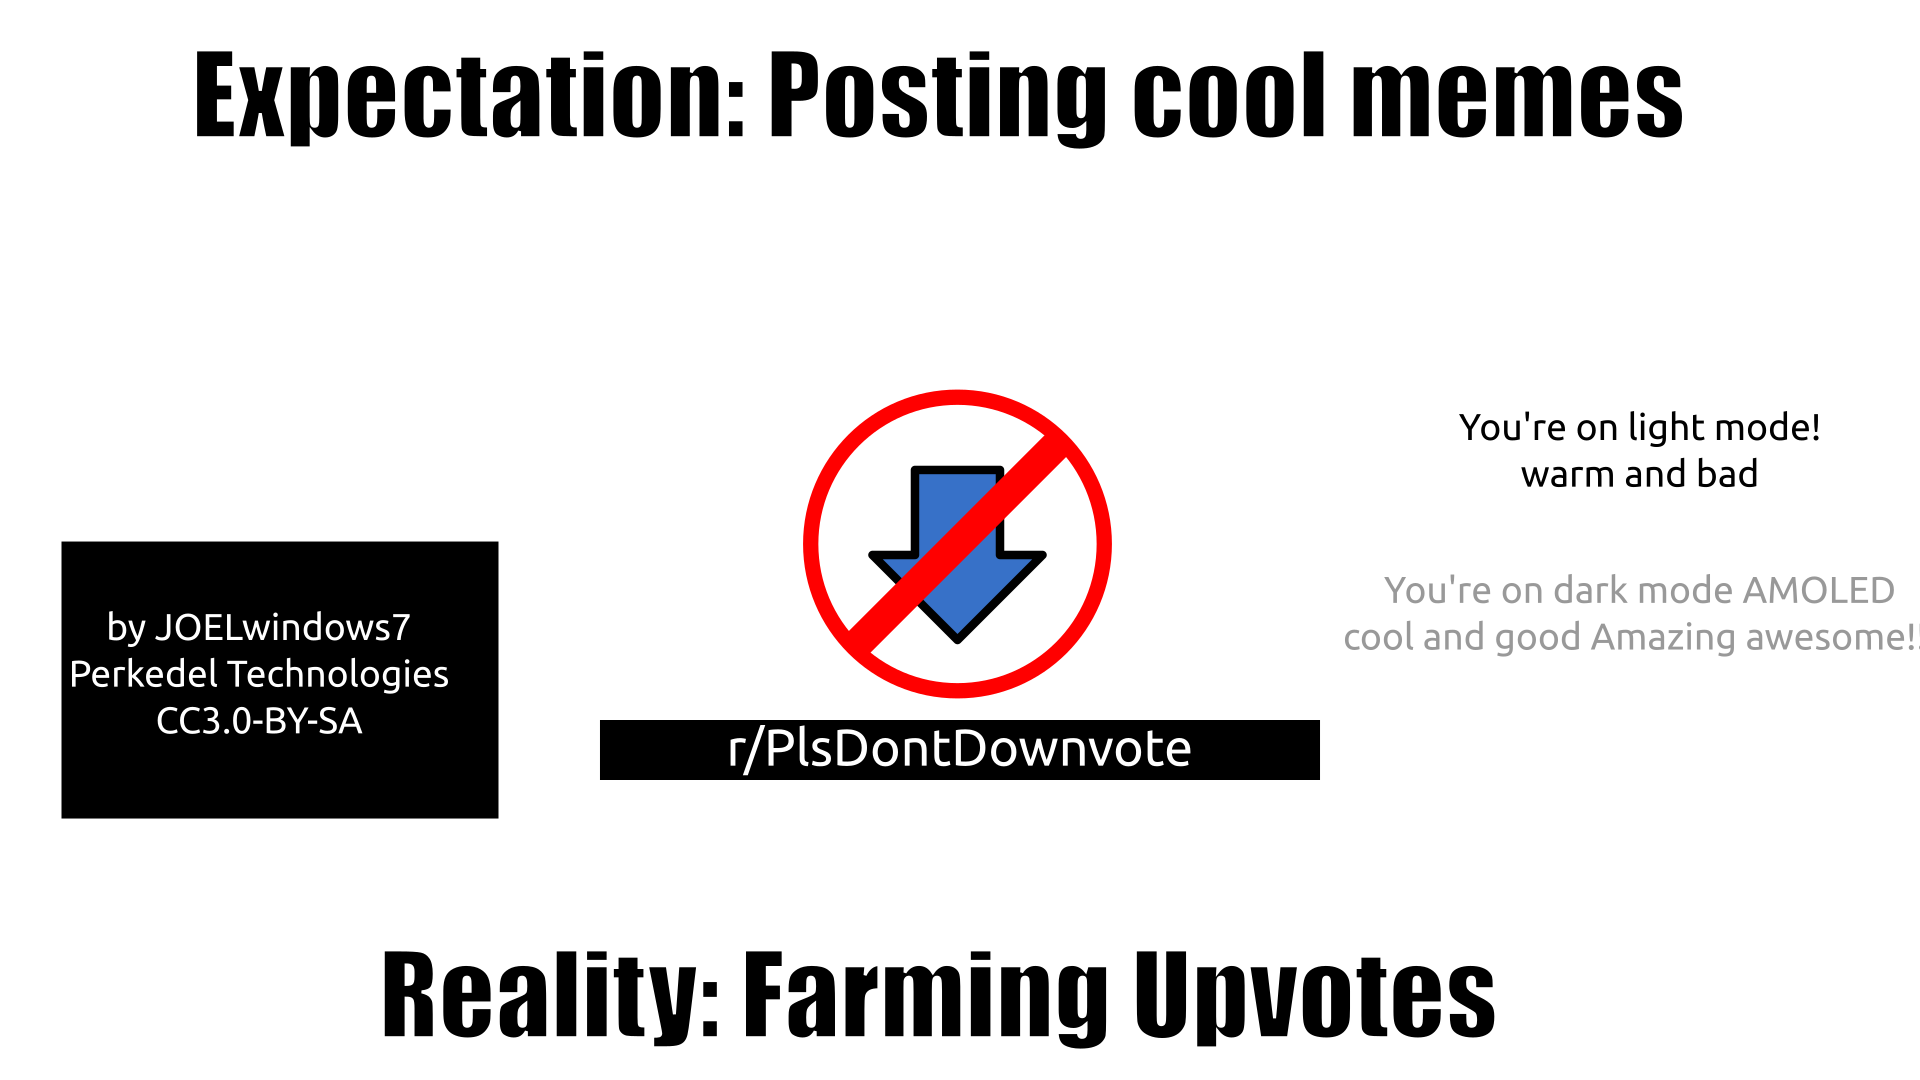 Expectation: Posting cool memes
You're on light mode!
warm and bad
You're on dark mode AMOLED
cool and good Amazing awesome!!
by JOELwindows7
Perkedel Technologies
CC3.0-BY-SA
r/PlsDontDownvote
Reality: Farming Upvotes